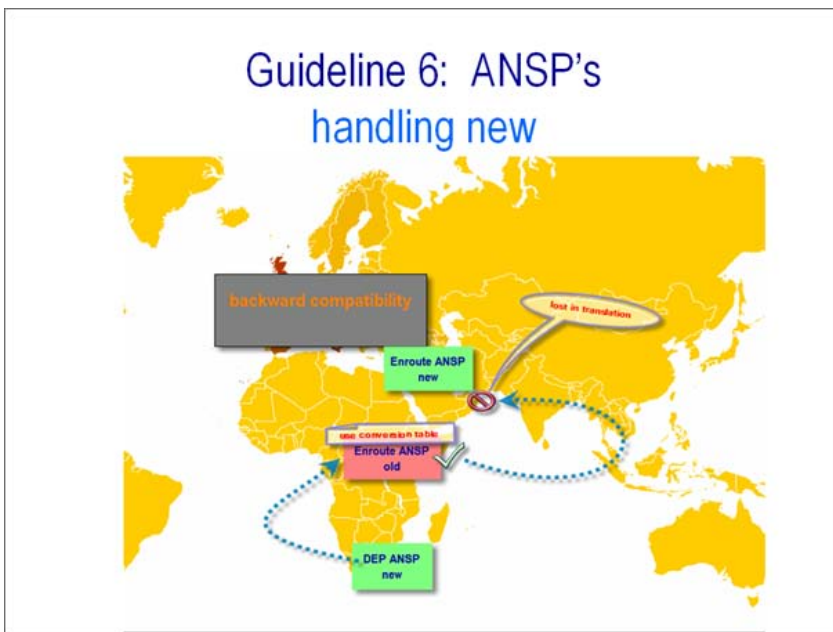 Guideline 6: ANSP's
handling new
backward compatibility
lost in translation
Enroute ANSP
new
use conversion table
Enroute ANSP
old
DEP ANSP
new